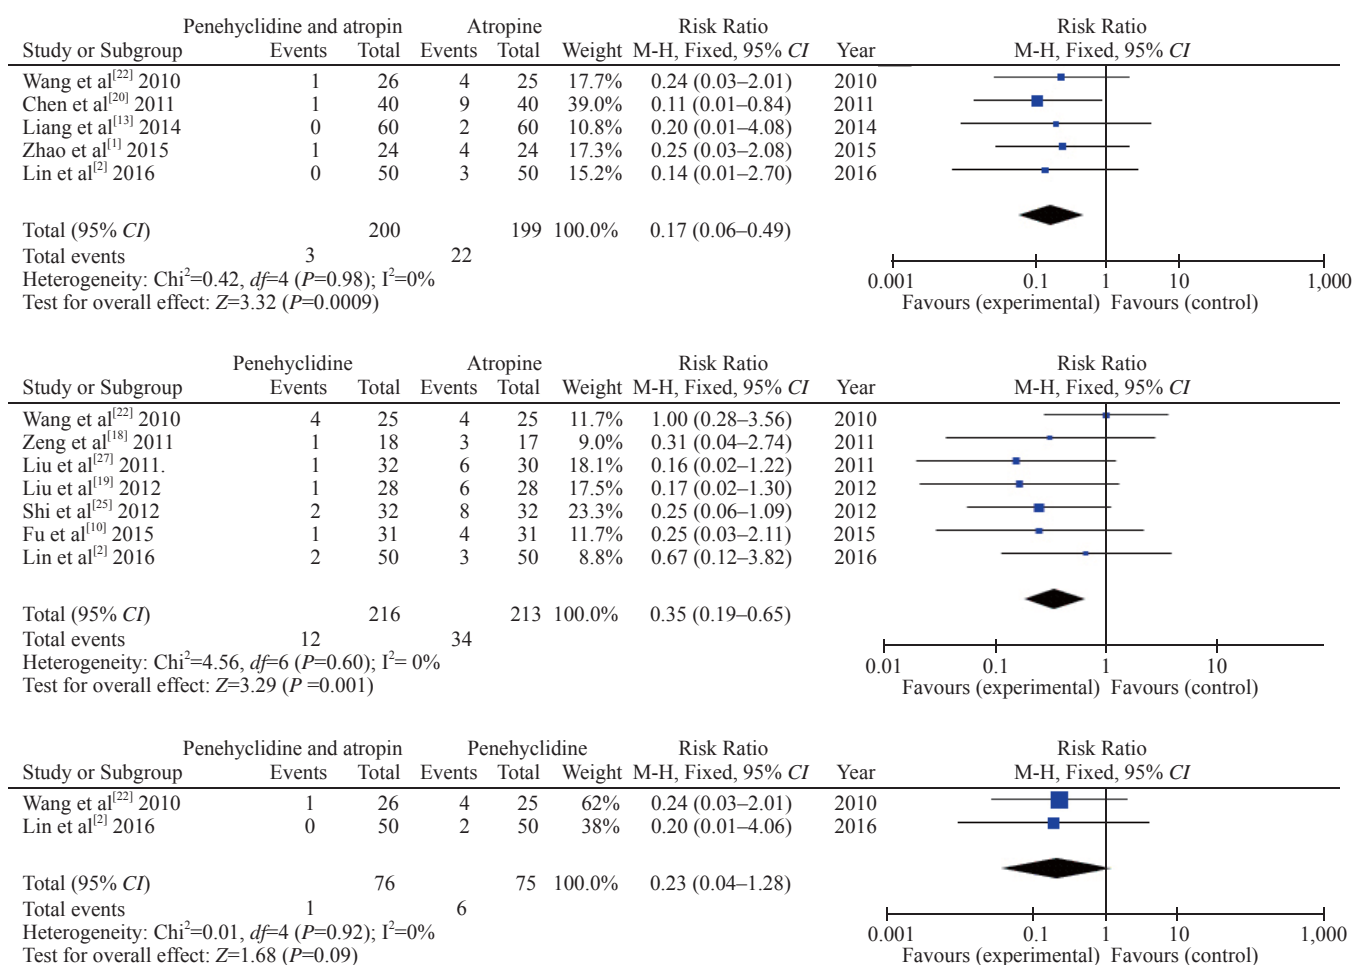 Penehyclidine and atropin Atropine Risk Ratio Risk Ratio
Study or Subgroup Events Total Events Total Weight M-H, Fixed, 95% CI Year M-H, Fixed, 95% CI
Wang et al[22] 2010 1 26 4 25 17.7% 0.24 (0.03–2.01) 2010
Chen et al[20] 2011 1 40 9 40 39.0% 0.11 (0.01–0.84) 2011
Liang et al[13] 2014 0 60 2 60 10.8% 0.20 (0.01–4.08) 2014
Zhao et al[1] 2015 1 24 4 24 17.3% 0.25 (0.03–2.08) 2015
Lin et al[2] 2016 0 50 3 50 15.2% 0.14 (0.01–2.70) 2016
Total (95% CI) 200 199 100.0% 0.17 (0.06–0.49)
Total events 3 22
Heterogeneity: Chi2=0.42, df=4 (P=0.98); I2=0%
0.001 0.1 1 10 1,000
Test for overall effect: Z=3.32 (P=0.0009)
Favours (experimental) Favours (control)
Penehyclidine Atropine Risk Ratio Risk Ratio
Study or Subgroup Events Total Events Total Weight M-H, Fixed, 95% CI Year M-H, Fixed, 95% CI
Wang et al[22] 2010 4 25 4 25 11.7% 1.00 (0.28–3.56) 2010
Zeng et al[18] 2011 1 18 3 17 9.0% 0.31 (0.04–2.74) 2011
Liu et al[27] 2011. 1 32 6 30 18.1% 0.16 (0.02–1.22) 2011
Liu et al[19] 2012 1 28 6 28 17.5% 0.17 (0.02–1.30) 2012
Shi et al[25] 2012 2 32 8 32 23.3% 0.25 (0.06–1.09) 2012
Fu et al[10] 2015 1 31 4 31 11.7% 0.25 (0.03–2.11) 2015
Lin et al[2] 2016 2 50 3 50 8.8% 0.67 (0.12–3.82) 2016
Total (95% CI) 216 213 100.0% 0.35 (0.19–0.65)
Total events 12 34
Heterogeneity: Chi2=4.56, df=6 (P=0.60); I2= 0%
0.01 0.1 1 10
Test for overall effect: Z=3.29 (P =0.001)
Favours (experimental) Favours (control)
Penehyclidine and atropin Penehyclidine Risk Ratio Risk Ratio
Study or Subgroup Events Total Events Total Weight M-H, Fixed, 95% CI Year M-H, Fixed, 95% CI
Wang et al[22] 2010 1 26 4 25 62% 0.24 (0.03–2.01) 2010
Lin et al[2] 2016 0 50 2 50 38% 0.20 (0.01–4.06) 2016
Total (95% CI) 76 75 100.0% 0.23 (0.04–1.28)
Total events 1 6
Heterogeneity: Chi2=0.01, df=4 (P=0.92); I2=0%
0.001 0.1 1 10 1,000
Test for overall effect: Z=1.68 (P=0.09)
Favours (experimental) Favours (control)